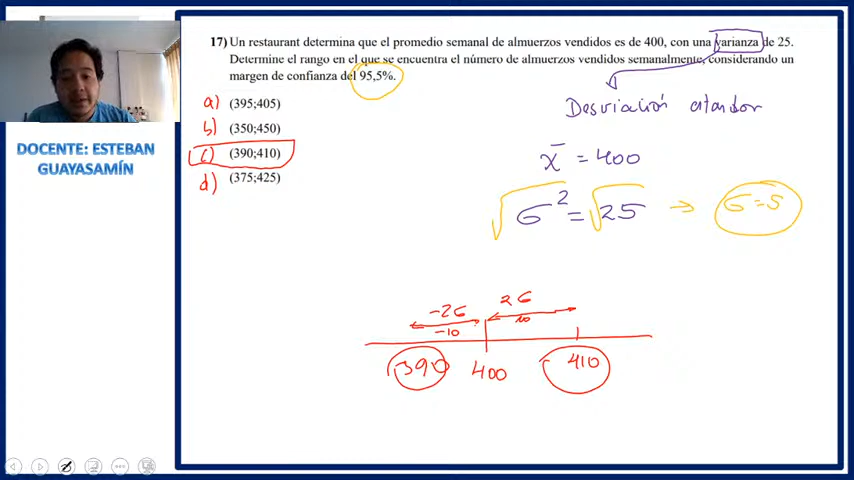 17) Un restaurant determina que el promedio semanal de almuerzos vendidos es de 400, con una varianza de 25.
Determine el rango en el que se encuentra el número de almuerzos vendidos semanalmente, considerando un
margen de confianza del 95,5%.
a) (395;405)
b) (350;450)
c) (390;410)
d) (375;425)
Desviación estandar
x̄ = 400
√σ² = √25 → σ=5
-2σ 2σ
-10 10
390 400 410
DOCENTE: ESTEBAN
GUAYASAMÍN